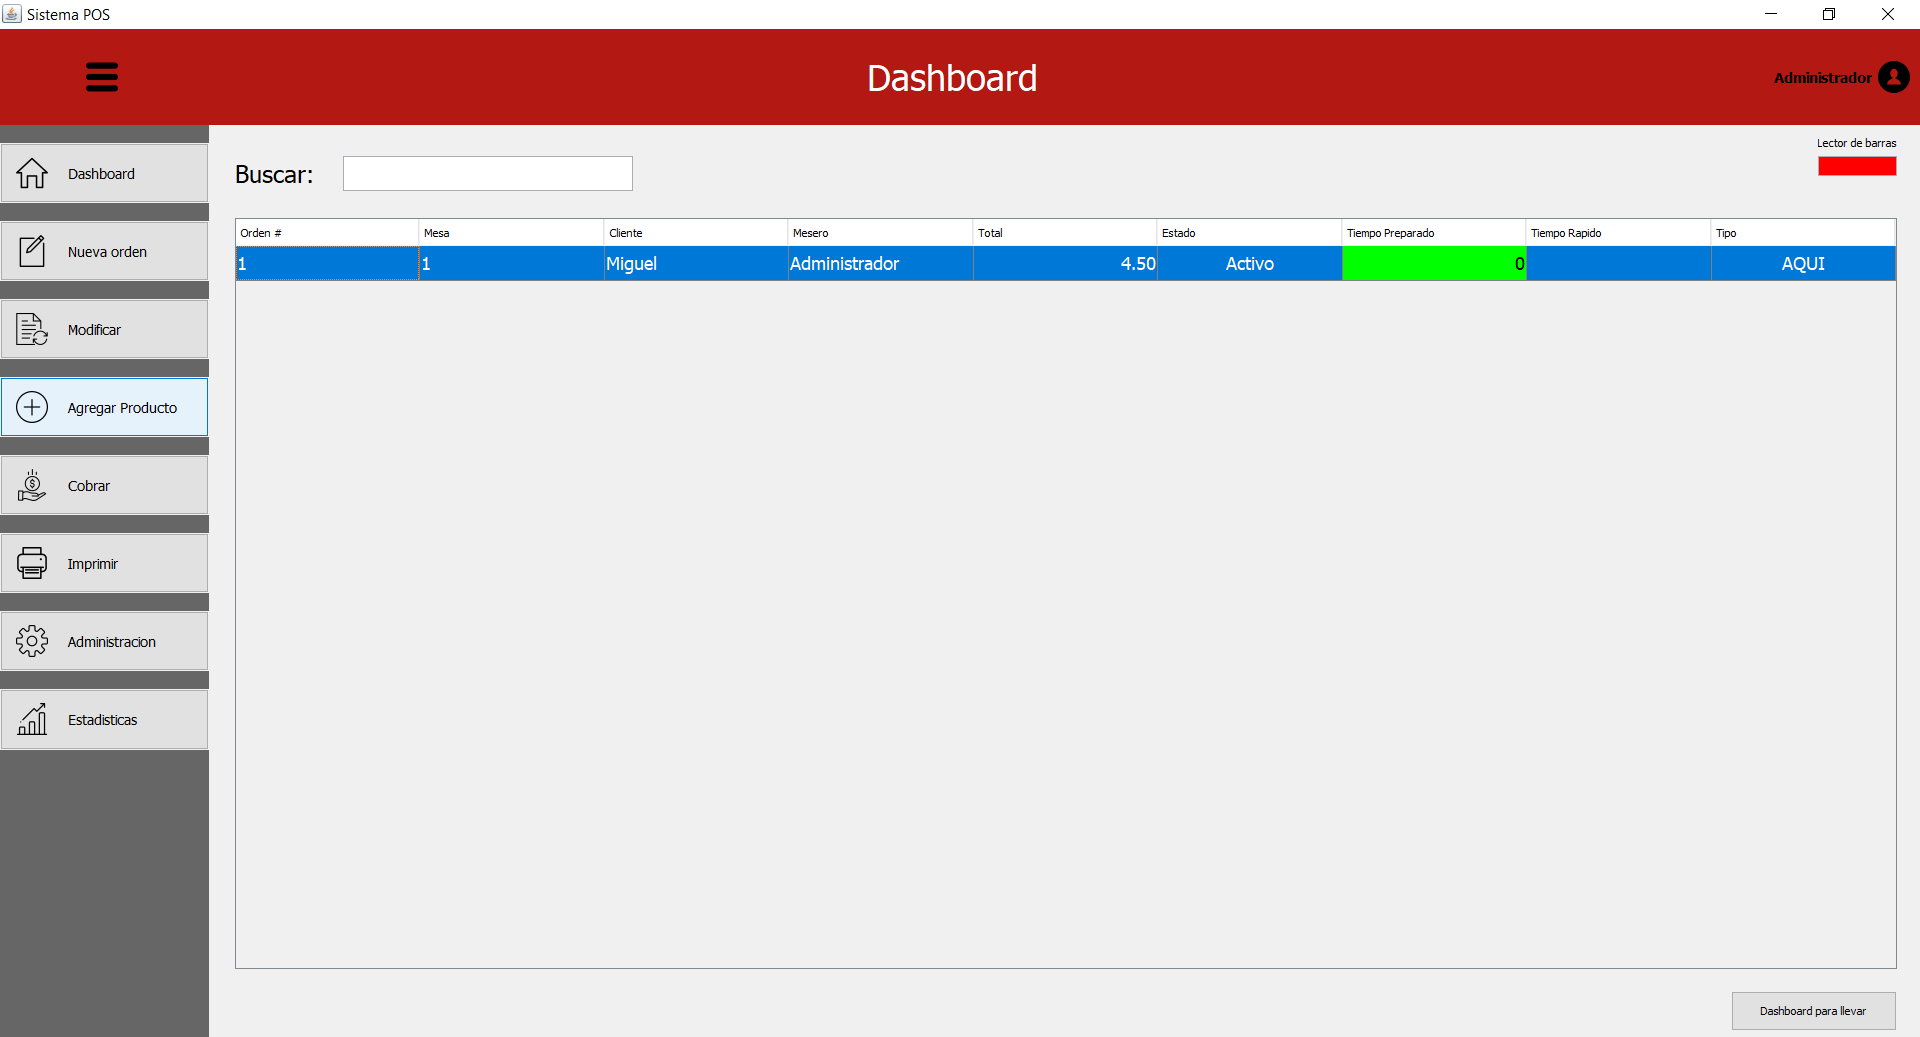 Sistema POS
Dashboard
Administrador
Lector de barras
Buscar:
Dashboard
Nueva orden
Modificar
Agregar Producto
Cobrar
Imprimir
Administracion
Estadisticas
Orden # Mesa Cliente Mesero Total Estado Tiempo Preparado Tiempo Rapido Tipo
1 1 Miguel Administrador 4.50 Activo 0 AQUI
Dashboard para llevar